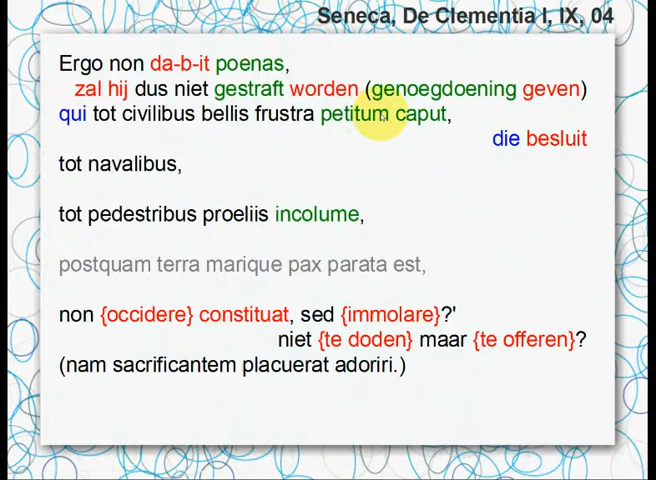 Seneca, De Clementia I, IX, 04
Ergo non da-b-it poenas,
zal hij dus niet gestraft worden (genoegdoening geven)
qui tot civilibus bellis frustra petitum caput,
die besluit
tot navalibus,
tot pedestribus proeliis incolume,
postquam terra marique pax parata est,
non {occidere} constituat, sed {immolare}?'
niet {te doden} maar {te offeren}?
(nam sacrificantem placuerat adoriri.)